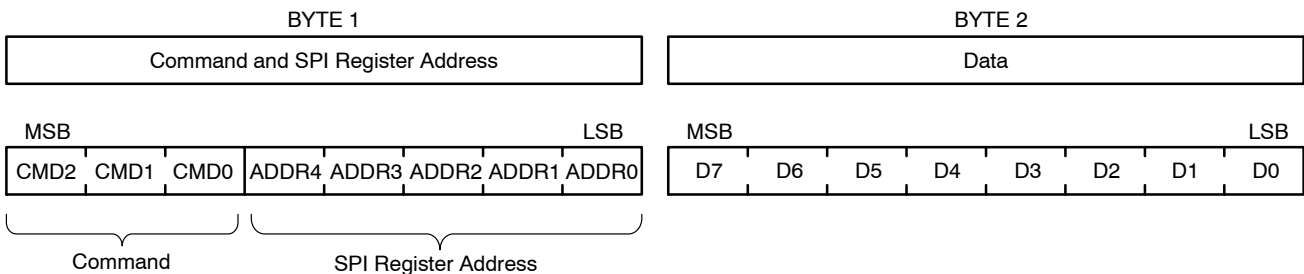 BYTE 1 BYTE 2
Command and SPI Register Address Data
MSB LSB MSB LSB
CMD2 CMD1 CMD0 ADDR4 ADDR3 ADDR2 ADDR1 ADDR0 D7 D6 D5 D4 D3 D2 D1 D0
Command SPI Register Address